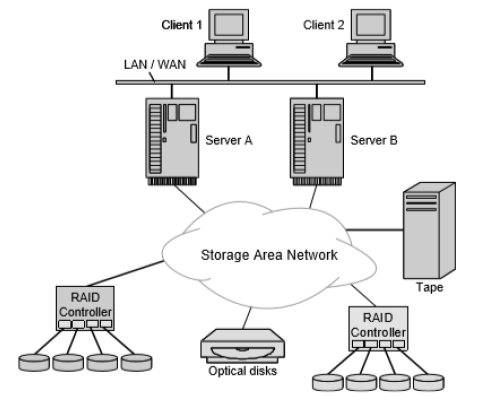 Client 1
Client 2
LAN / WAN
Server A
Server B
Storage Area Network
Tape
RAID
Controller
RAID
Controller
Optical disks